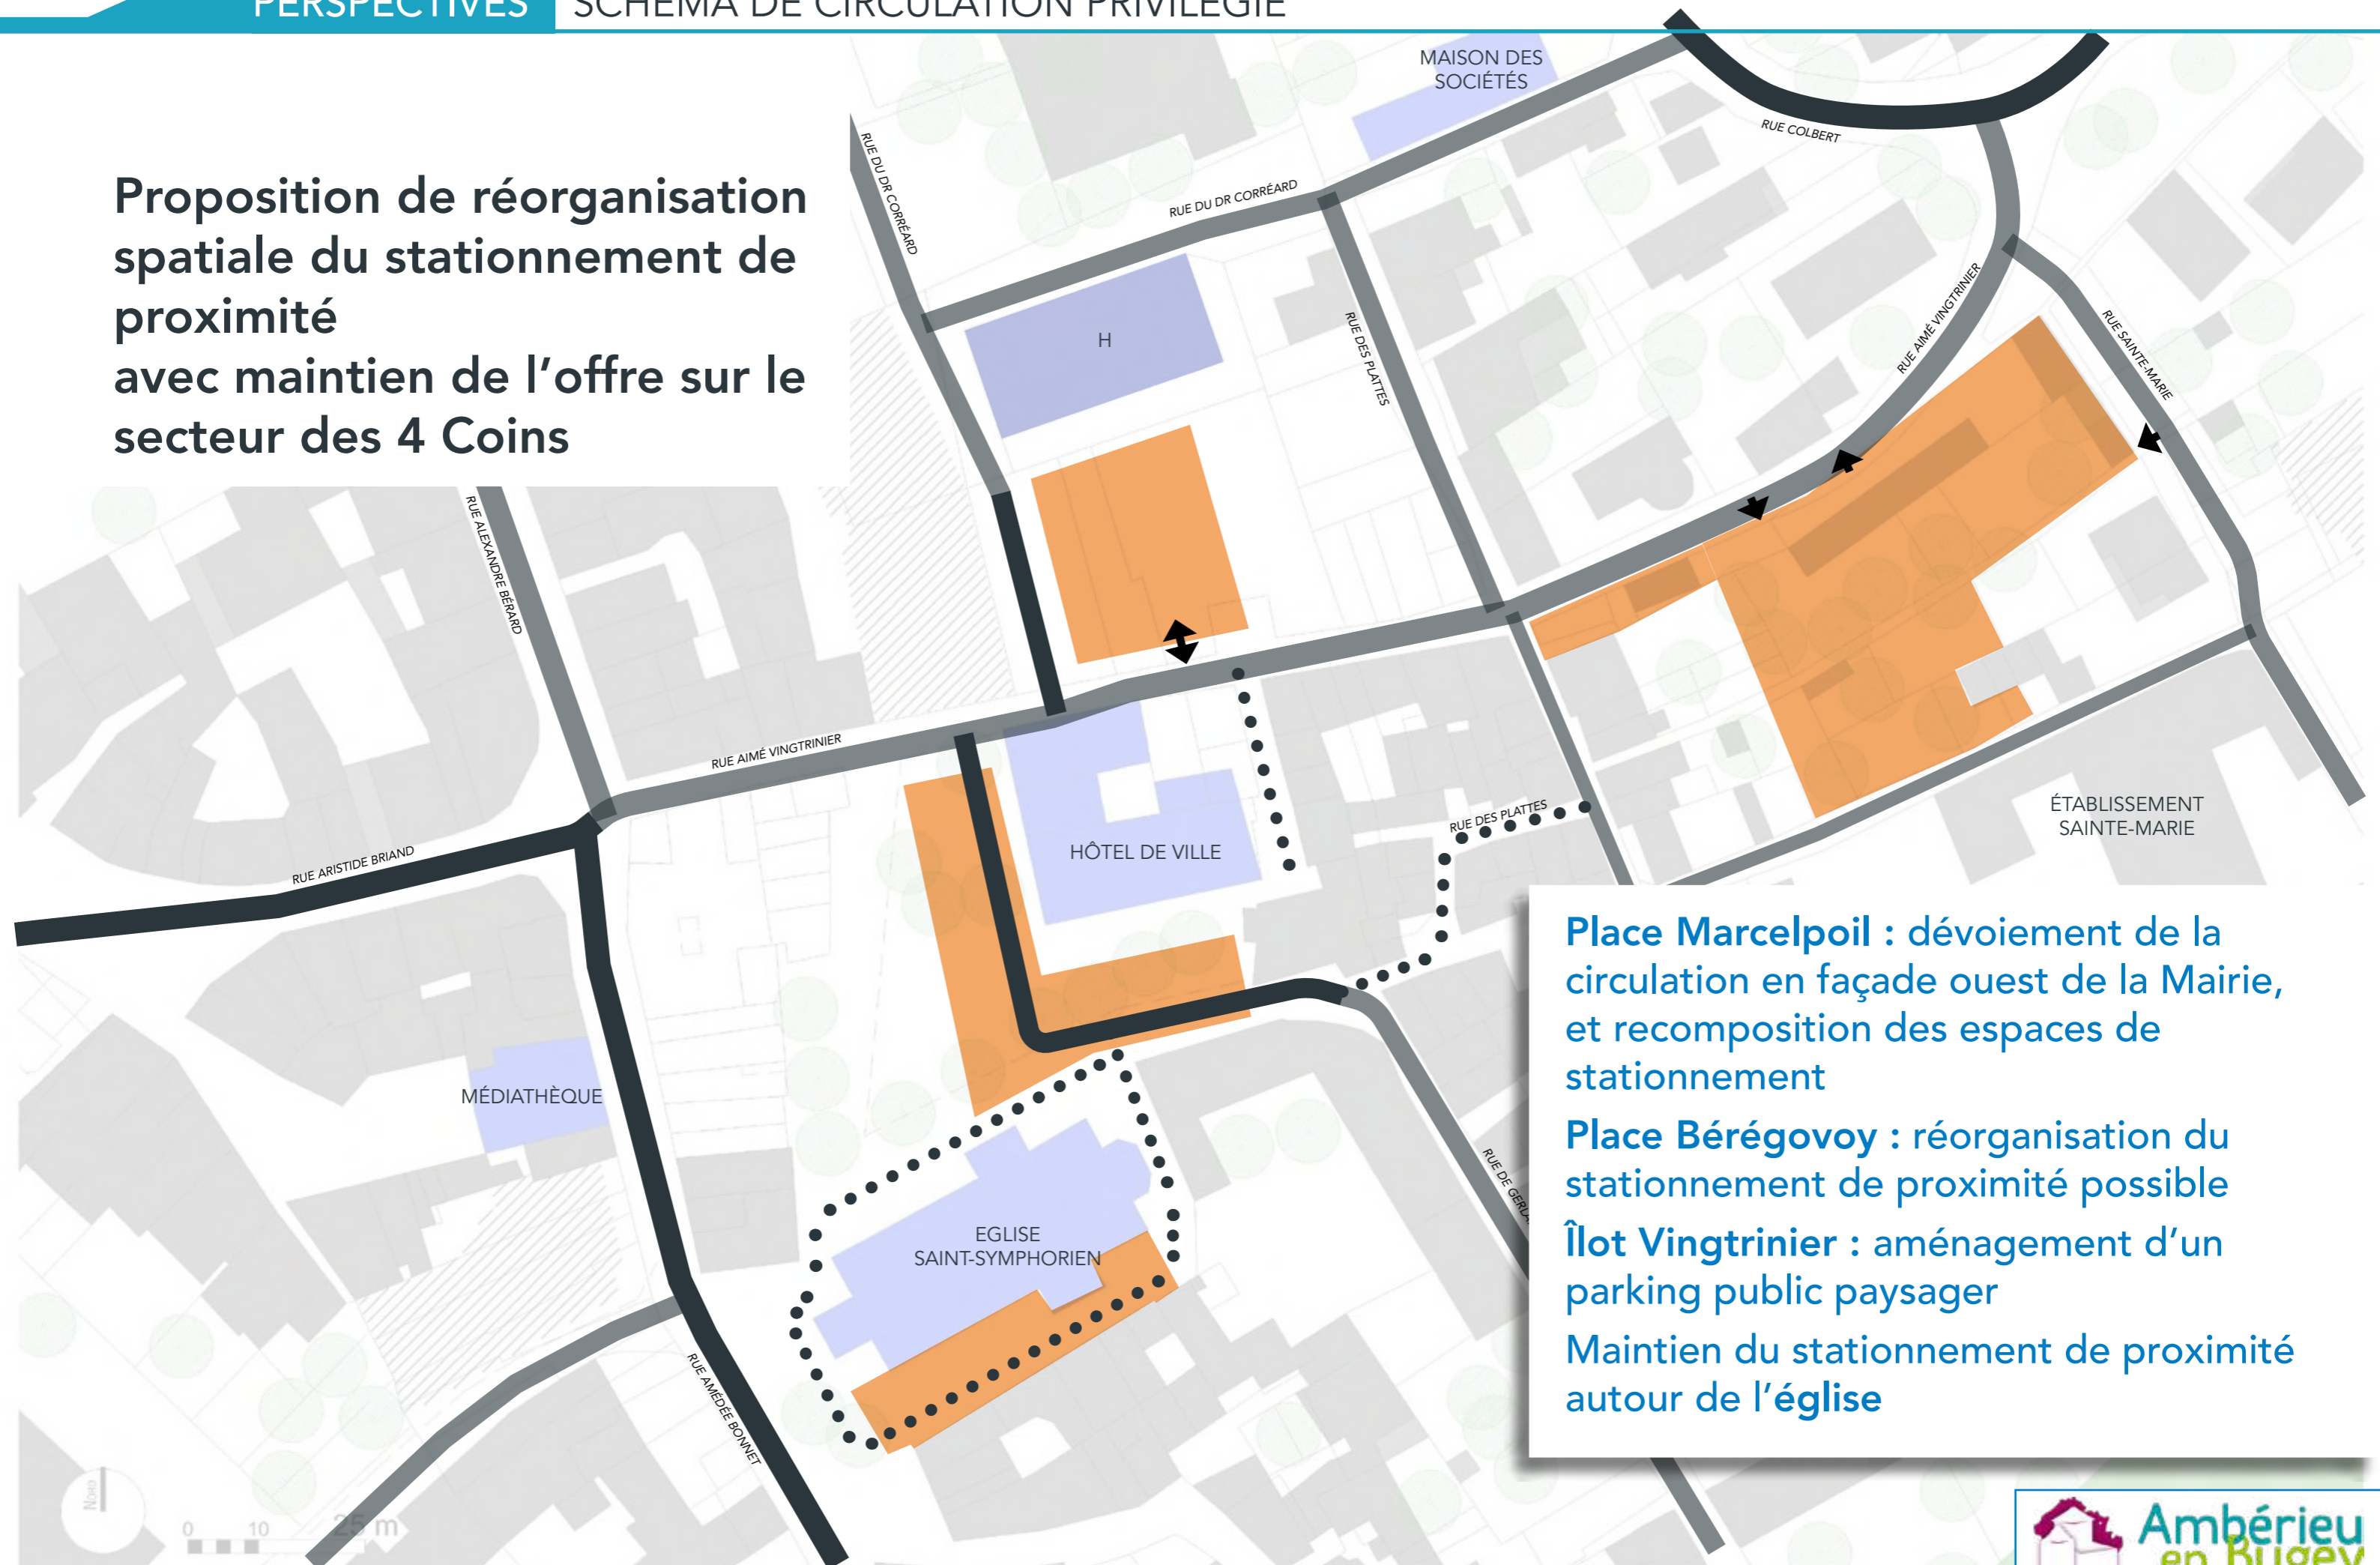 PERSPECTIVES SCHÉMA DE CIRCULATION PRIVILÉGIÉ
Proposition de réorganisation
spatiale du stationnement de
proximité
avec maintien de l'offre sur le
secteur des 4 Coins
MAISON DES
SOCIÉTÉS
RUE COLBERT
RUE DU DR CORRÉARD
RUE DU DR CORRÉARD
H
RUE DES PLATTES
RUE AIMÉ VINGTRINIER
RUE SAINTE-MARIE
RUE ALEXANDRE BÉRARD
RUE AIMÉ VINGTRINIER
RUE ARISTIDE BRIAND
HÔTEL DE VILLE
RUE DES PLATTES
ÉTABLISSEMENT
SAINTE-MARIE
MÉDIATHÈQUE
EGLISE
SAINT-SYMPHORIEN
RUE DE
RUE AMÉDÉE BONNET
Place Marcelpoil : dévoiement de la
circulation en façade ouest de la Mairie,
et recomposition des espaces de
stationnement
Place Bérégovoy : réorganisation du
stationnement de proximité possible
Îlot Vingtrinier : aménagement d'un
parking public paysager
Maintien du stationnement de proximité
autour de l'église
NORD
0 10 25 m
Ambérieu
en Bugey